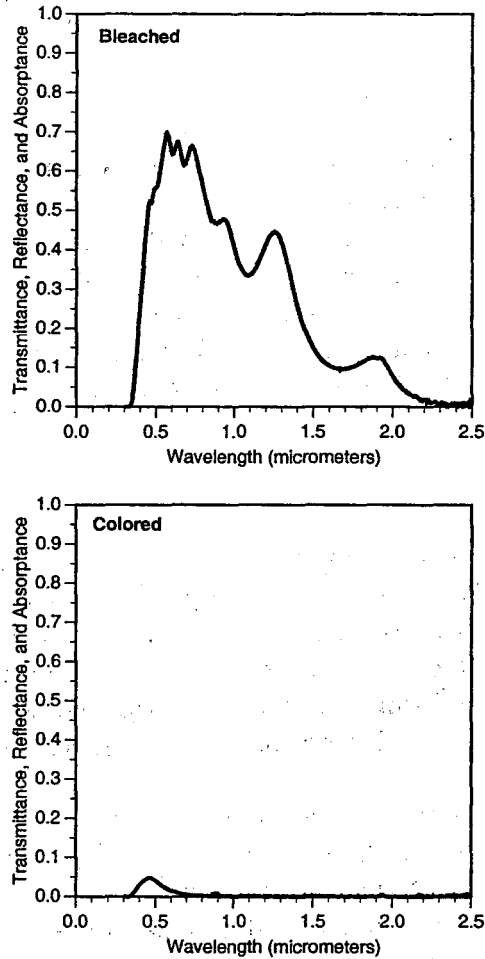 Bleached
Transmittance, Reflectance, and Absorptance
1.0
0.9
0.8
0.7
0.6
0.5
0.4
0.3
0.2
0.1
0.0
0.0 0.5 1.0 1.5 2.0 2.5
Wavelength (micrometers)
Colored
Transmittance, Reflectance, and Absorptance
1.0
0.9
0.8
0.7
0.6
0.5
0.4
0.3
0.2
0.1
0.0
0.0 0.5 1.0 1.5 2.0 2.5
Wavelength (micrometers)